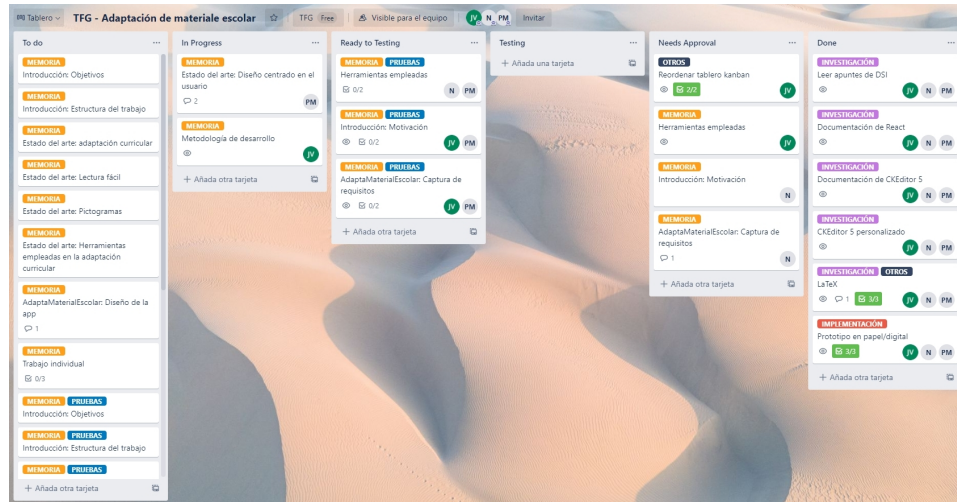 Tablero
TFG - Adaptación de materiale escolar
TFG Free
Visible para el equipo
JV N PM
Invitar
To do
MEMORIA
Introducción: Objetivos
MEMORIA
Introducción: Estructura del trabajo
MEMORIA
Estado del arte: adaptación curricular
MEMORIA
Estado del arte: Lectura fácil
MEMORIA
Estado del arte: Pictogramas
MEMORIA
Estado del arte: Herramientas
empleadas en la adaptación
curricular
MEMORIA
AdaptaMaterialEscolar: Diseño de la
app
1
MEMORIA
Trabajo individual
0/3
MEMORIA PRUEBAS
Introducción: Objetivos
MEMORIA PRUEBAS
Introducción: Estructura del trabajo
MEMORIA PRUEBAS
+ Añada otra tarjeta
In Progress
MEMORIA
Estado del arte: Diseño centrado en el
usuario
2 PM
MEMORIA
Metodología de desarrollo
JV
+ Añada otra tarjeta
Ready to Testing
MEMORIA PRUEBAS
Herramientas empleadas
0/2 N PM
MEMORIA PRUEBAS
Introducción: Motivación
0/2 JV PM
MEMORIA PRUEBAS
AdaptaMaterialEscolar: Captura de
requisitos
0/2 JV PM
+ Añada otra tarjeta
Testing
+ Añada una tarjeta
Needs Approval
OTROS
Reordenar tablero kanban
2/2 JV
MEMORIA
Herramientas empleadas
JV
MEMORIA
Introducción: Motivación
N
MEMORIA
AdaptaMaterialEscolar: Captura de
requisitos
1 N
+ Añada otra tarjeta
Done
INVESTIGACIÓN
Leer apuntes de DSI
JV N PM
INVESTIGACIÓN
Documentación de React
JV N PM
INVESTIGACIÓN
Documentación de CKEditor 5
JV N PM
INVESTIGACIÓN
CKEditor 5 personalizado
JV N PM
INVESTIGACIÓN OTROS
LaTeX
1 3/3 JV N PM
IMPLEMENTACIÓN
Prototipo en papel/digital
3/3 JV N PM
+ Añada otra tarjeta